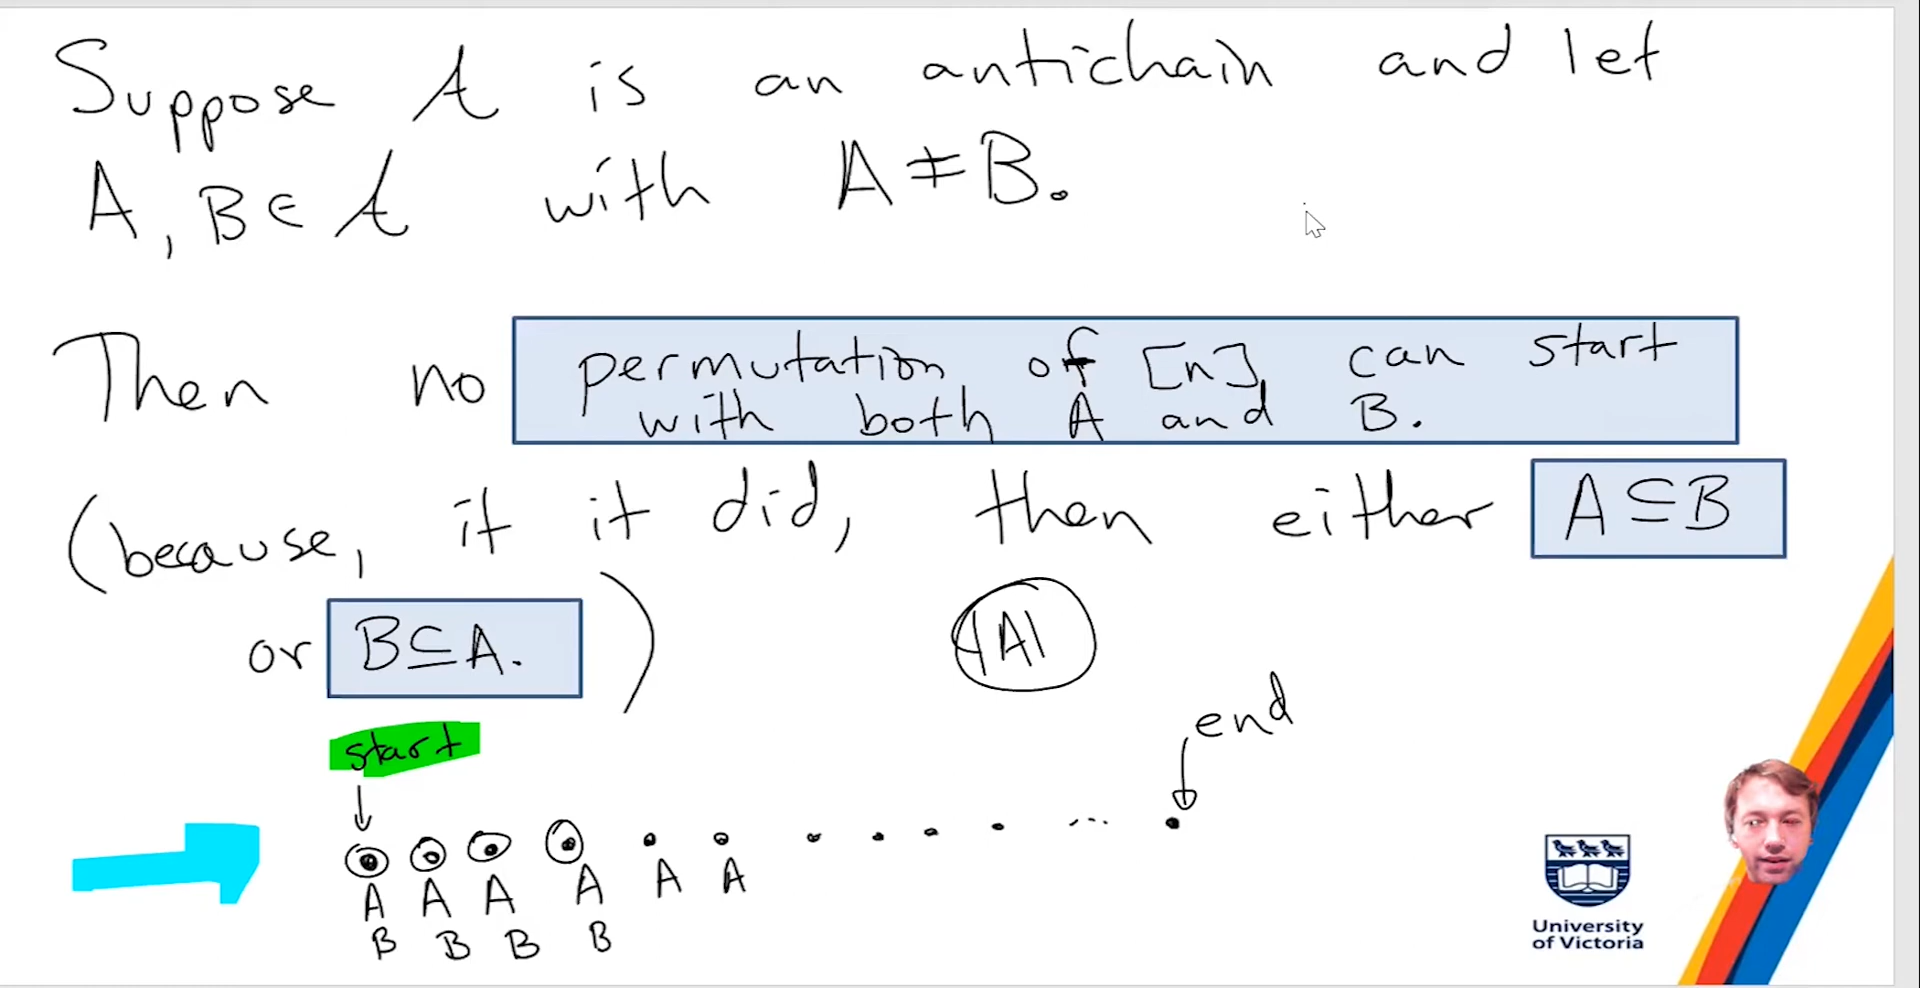 Suppose 𝒜 is an antichain and let
A, B ∈ 𝒜 with A ≠ B.
Then no permutation of [n] can start
with both A and B.
(because, if it did, then either A ⊆ B
or B ⊆ A.)
|A|
start
end
A A A A A A
B B B B
University
of Victoria